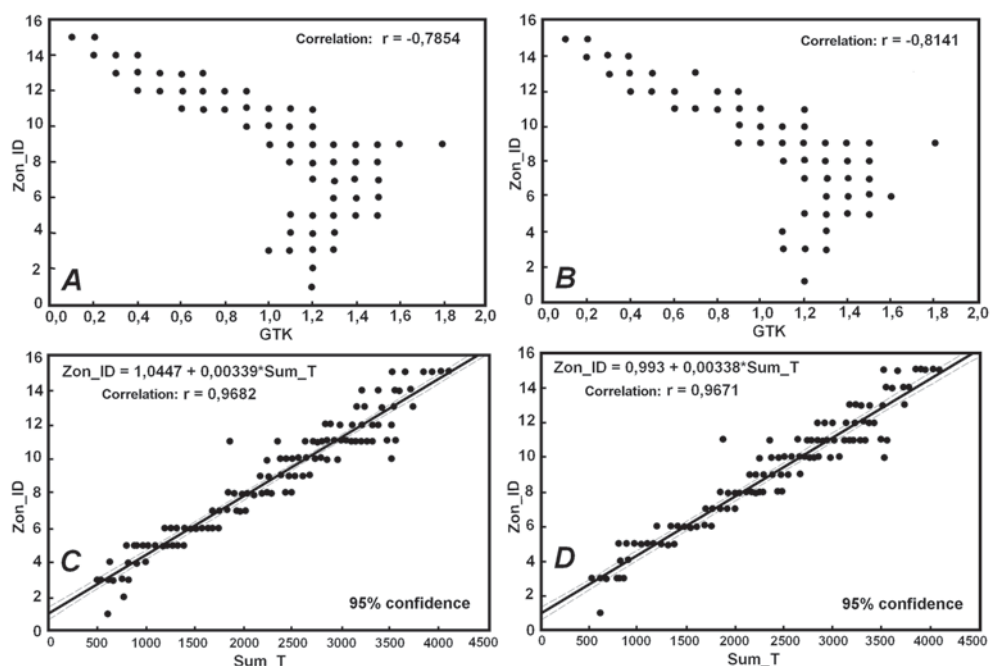 16
14
12
10
8
6
4
2
0
Zon_ID
Correlation: r = -0,7854
A
0,0 0,2 0,4 0,6 0,8 1,0 1,2 1,4 1,6 1,8 2,0
GTK
16
14
12
10
8
6
4
2
0
Zon_ID
Correlation: r = -0,8141
B
0,0 0,2 0,4 0,6 0,8 1,0 1,2 1,4 1,6 1,8 2,0
GTK
16
14
12
10
8
6
4
2
0
Zon_ID
Zon_ID = 1,0447 + 0,00339*Sum_T
Correlation: r = 0,9682
C
95% confidence
0 500 1000 1500 2000 2500 3000 3500 4000 4500
Sum_T
16
14
12
10
8
6
4
2
0
Zon_ID
Zon_ID = 0,993 + 0,00338*Sum_T
Correlation: r = 0,9671
D
95% confidence
0 500 1000 1500 2000 2500 3000 3500 4000 4500
Sum_T